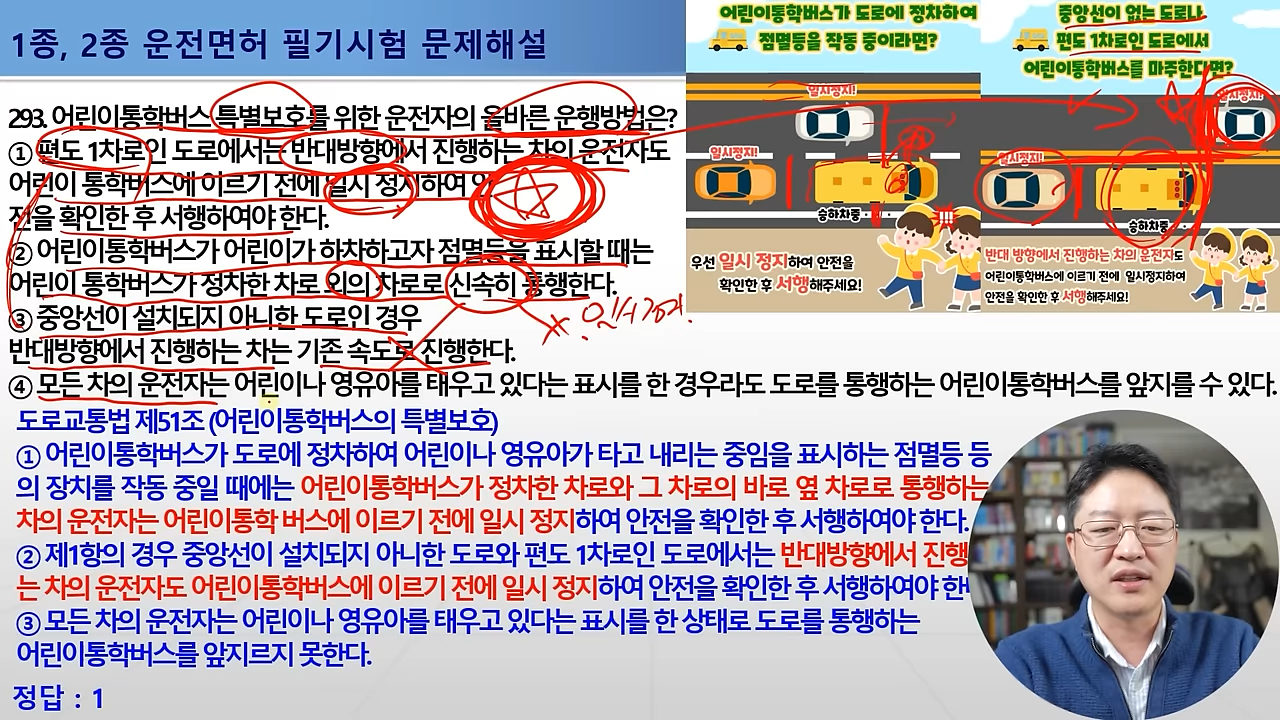 1종, 2종 운전면허 필기시험 문제해설
293. 어린이통학버스 특별보호를 위한 운전자의 올바른 운행방법은?
① 편도 1차로인 도로에서는 반대방향에서 진행하는 차의 운전자도
어린이 통학버스에 이르기 전에 일시 정지하여 안
전을 확인한 후 서행하여야 한다.
② 어린이통학버스가 어린이가 하차하고자 점멸등을 표시할 때는
어린이 통학버스가 정차한 차로 외의 차로로 신속히 통행한다.
③ 중앙선이 설치되지 아니한 도로인 경우
반대방향에서 진행하는 차는 기존 속도로 진행한다.
④ 모든 차의 운전자는 어린이나 영유아를 태우고 있다는 표시를 한 경우라도 도로를 통행하는 어린이통학버스를 앞지를 수 있다.
도로교통법 제51조 (어린이통학버스의 특별보호)
① 어린이통학버스가 도로에 정차하여 어린이나 영유아가 타고 내리는 중임을 표시하는 점멸등 등
의 장치를 작동 중일 때에는 어린이통학버스가 정차한 차로와 그 차로의 바로 옆 차로로 통행하는
차의 운전자는 어린이통학 버스에 이르기 전에 일시 정지하여 안전을 확인한 후 서행하여야 한다.
② 제1항의 경우 중앙선이 설치되지 아니한 도로와 편도 1차로인 도로에서는 반대방향에서 진행
는 차의 운전자도 어린이통학버스에 이르기 전에 일시 정지하여 안전을 확인한 후 서행하여야 한
③ 모든 차의 운전자는 어린이나 영유아를 태우고 있다는 표시를 한 상태로 도로를 통행하는
어린이통학버스를 앞지르지 못한다.
정답 : 1
어린이통학버스가 도로에 정차하여
점멸등을 작동 중이라면?
일시정지!
일시정지!
승하차중
우선 일시 정지하여 안전을
확인한 후 서행해주세요!
중앙선이 없는 도로나
편도 1차로인 도로에서
어린이통학버스를 마주한다면?
일시정지!
일시정지!
승하차중
반대 방향에서 진행하는 차의 운전자도
어린이통학버스에 이르기 전에 일시정지하여
안전을 확인한 후 서행해주세요!
일시정지